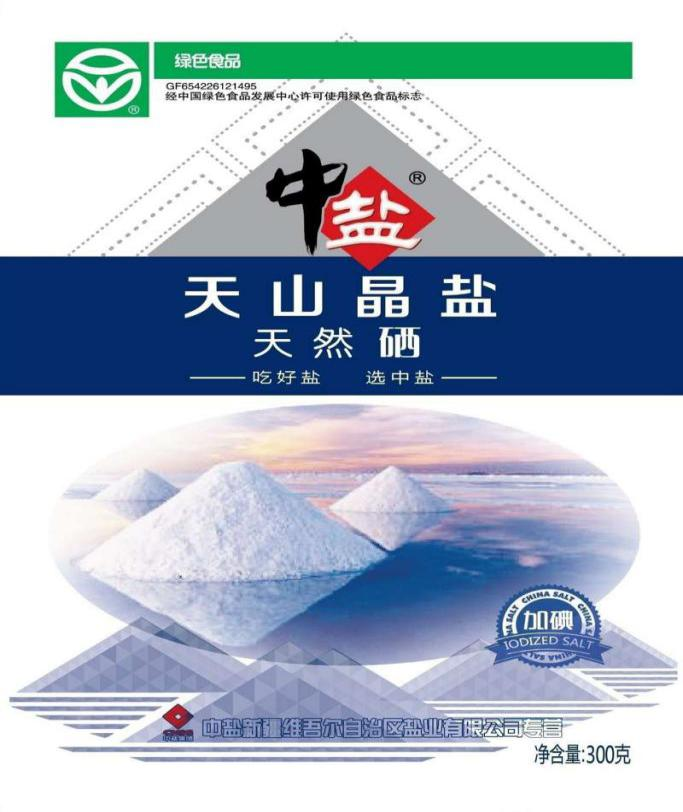 绿色食品
GF654226121495
经中国绿色食品发展中心许可使用绿色食品标志
®
中盐®
天山晶盐
天然硒
吃好盐 选中盐
CHINA SALT
加碘
IODIZED SALT
中盐新疆维吾尔自治区盐业有限公司专营
净含量:300克